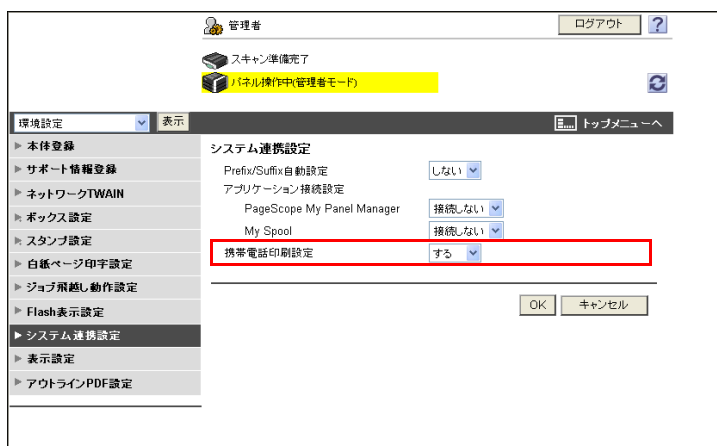 管理者
ログアウト
?
スキャン準備完了
パネル操作中(管理者モード)
環境設定
表示
トップメニューへ
本体登録
サポート情報登録
ネットワークTWAIN
ボックス設定
スタンプ設定
白紙ページ印字設定
ジョブ飛越し動作設定
Flash表示設定
システム連携設定
表示設定
アウトラインPDF設定
システム連携設定
Prefix/Suffix自動設定 しない
アプリケーション接続設定
PageScope My Panel Manager 接続しない
My Spool 接続しない
携帯電話印刷設定 する
OK キャンセル